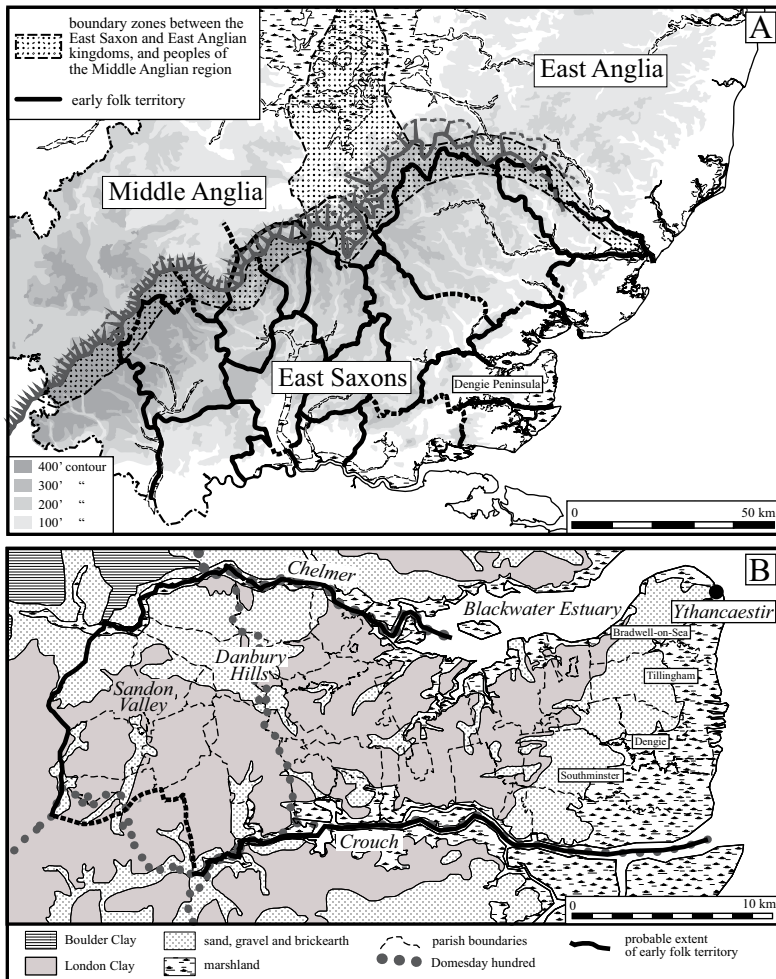 boundary zones between the
East Saxon and East Anglian
kingdoms, and peoples of
the Middle Anglian region
early folk territory
A
East Anglia
Middle Anglia
East Saxons
Dengie Peninsula
400' contour
300' “
200' “
100' “
0 50 km
B
Chelmer
Blackwater Estuary
Ythancaestir
Bradwell-on-Sea
Danbury
Hills
Sandon
Valley
Tillingham
Dengie
Southminster
Crouch
0 10 km
Boulder Clay
London Clay
sand, gravel and brickearth
marshland
parish boundaries
Domesday hundred
probable extent
of early folk territory